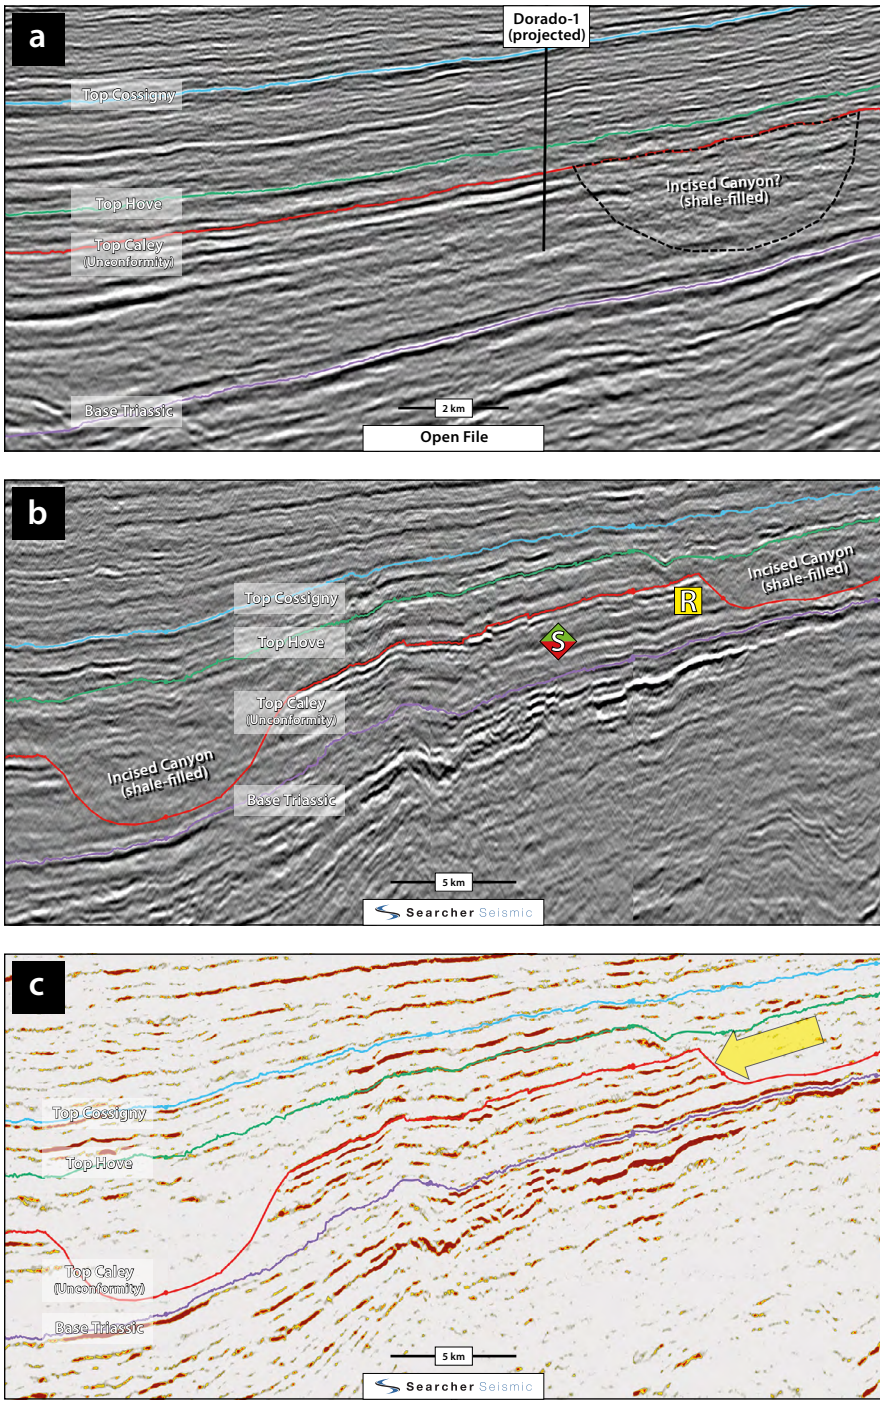 a
Dorado-1
(projected)
Top Cossigny
Incised Canyon?
(shale-filled)
Top Hove
Top Caley
(Unconformity)
Base Triassic
2 km
Open File
b
Incised Canyon
(shale-filled)
Top Cossigny
R
Top Hove
S
Top Caley
(Unconformity)
Incised Canyon
(shale-filled)
Base Triassic
5 km
Searcher Seismic
c
Top Cossigny
Top Hove
Top Caley
(Unconformity)
Base Triassic
5 km
Searcher Seismic